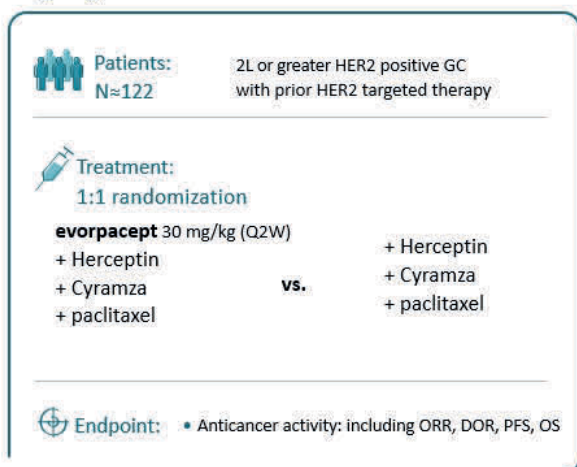 Patients:
N≈122
2L or greater HER2 positive GC
with prior HER2 targeted therapy
Treatment:
1:1 randomization
evorpacept 30 mg/kg (Q2W)
+ Herceptin
+ Cyramza
+ paclitaxel
vs.
+ Herceptin
+ Cyramza
+ paclitaxel
Endpoint:
• Anticancer activity: including ORR, DOR, PFS, OS